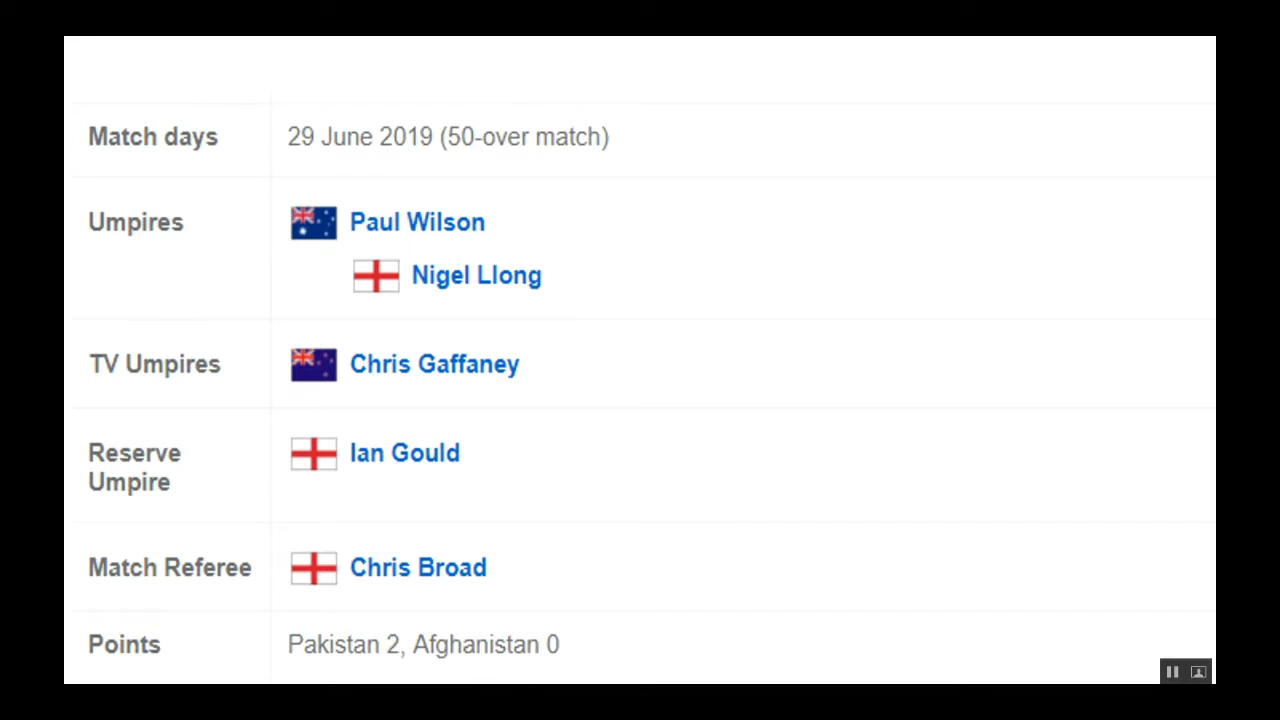 Match days 29 June 2019 (50-over match)
Umpires Paul Wilson
Nigel Llong
TV Umpires Chris Gaffaney
Reserve Umpire Ian Gould
Match Referee Chris Broad
Points Pakistan 2, Afghanistan 0